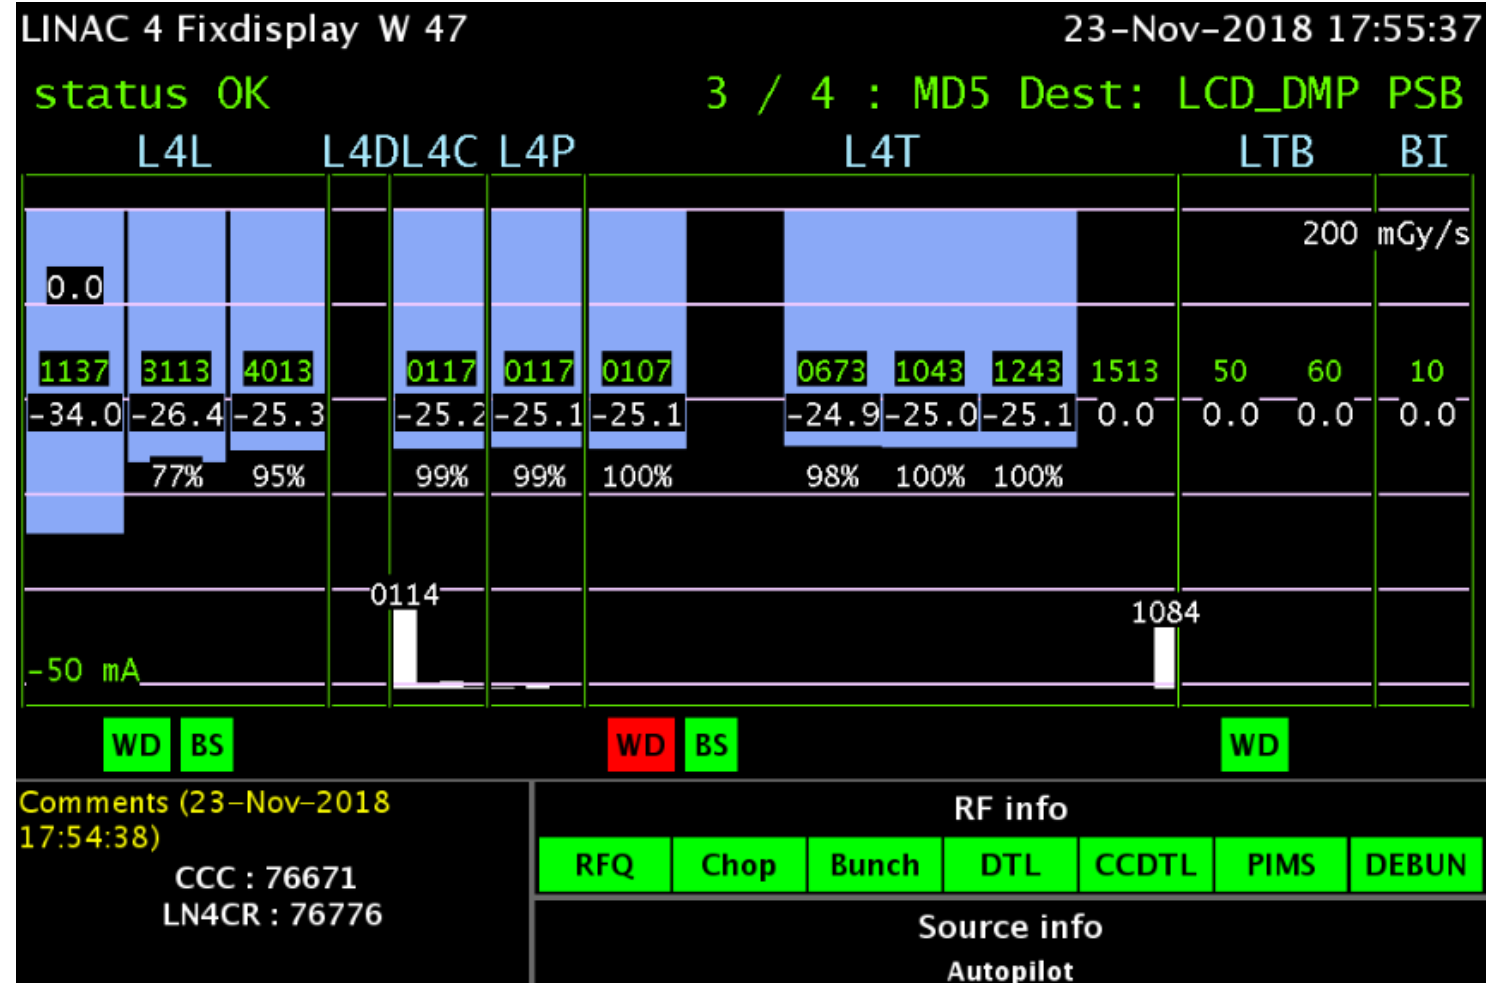 LINAC 4 Fixdisplay W 47 23-Nov-2018 17:55:37
status OK 3 / 4 : MD5 Dest: LCD_DMP PSB
L4L L4D L4C L4P L4T LTB BI
200 mGy/s
0.0
1137 3113 4013 0117 0117 0107 0673 1043 1243 1513 50 60 10
-34.0 -26.4 -25.3 -25.2 -25.1 -25.1 -24.9 -25.0 -25.1 0.0 0.0 0.0 0.0
77% 95% 99% 99% 100% 98% 100% 100%
0114
1084
-50 mA
WD BS WD BS WD
Comments (23-Nov-2018
17:54:38)
CCC : 76671
LN4CR : 76776
RF info
RFQ Chop Bunch DTL CCDTL PIMS DEBUN
Source info
Autopilot